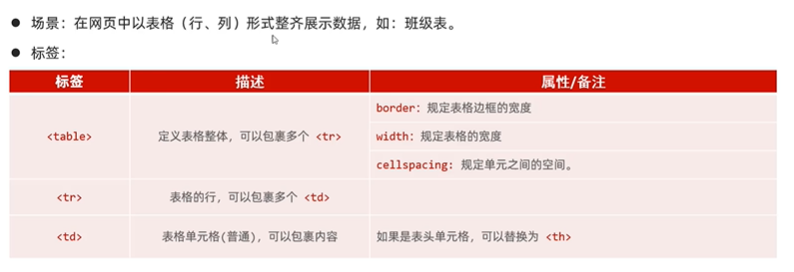 ● 场景：在网页中以表格（行、列）形式整齐展示数据，如：班级表。
● 标签：
标签 描述 属性/备注
border：规定表格边框的宽度
<table> 定义表格整体，可以包裹多个 <tr> width：规定表格的宽度
cellspacing：规定单元之间的空间。
<tr> 表格的行，可以包裹多个 <td>
<td> 表格单元格(普通)，可以包裹内容 如果是表头单元格，可以替换为 <th>